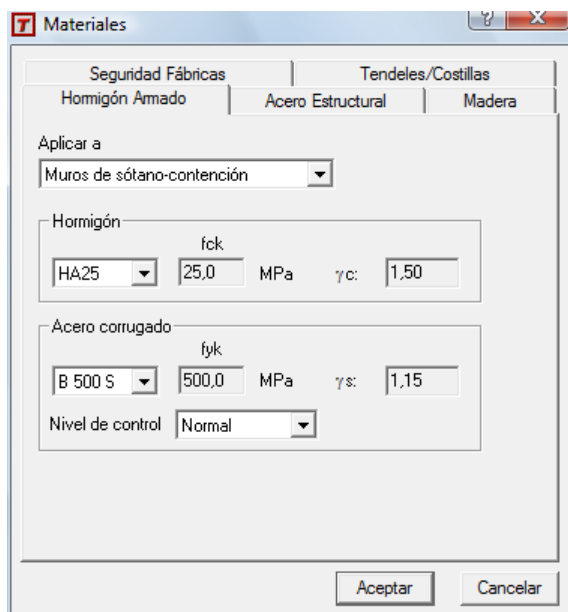 T Materiales ? X
Seguridad Fábricas Tendeles/Costillas
Hormigón Armado Acero Estructural Madera
Aplicar a
Muros de sótano-contención
Hormigón
fck
HA25 25,0 MPa γc: 1,50
Acero corrugado
fyk
B 500 S 500,0 MPa γs: 1,15
Nivel de control Normal
Aceptar Cancelar